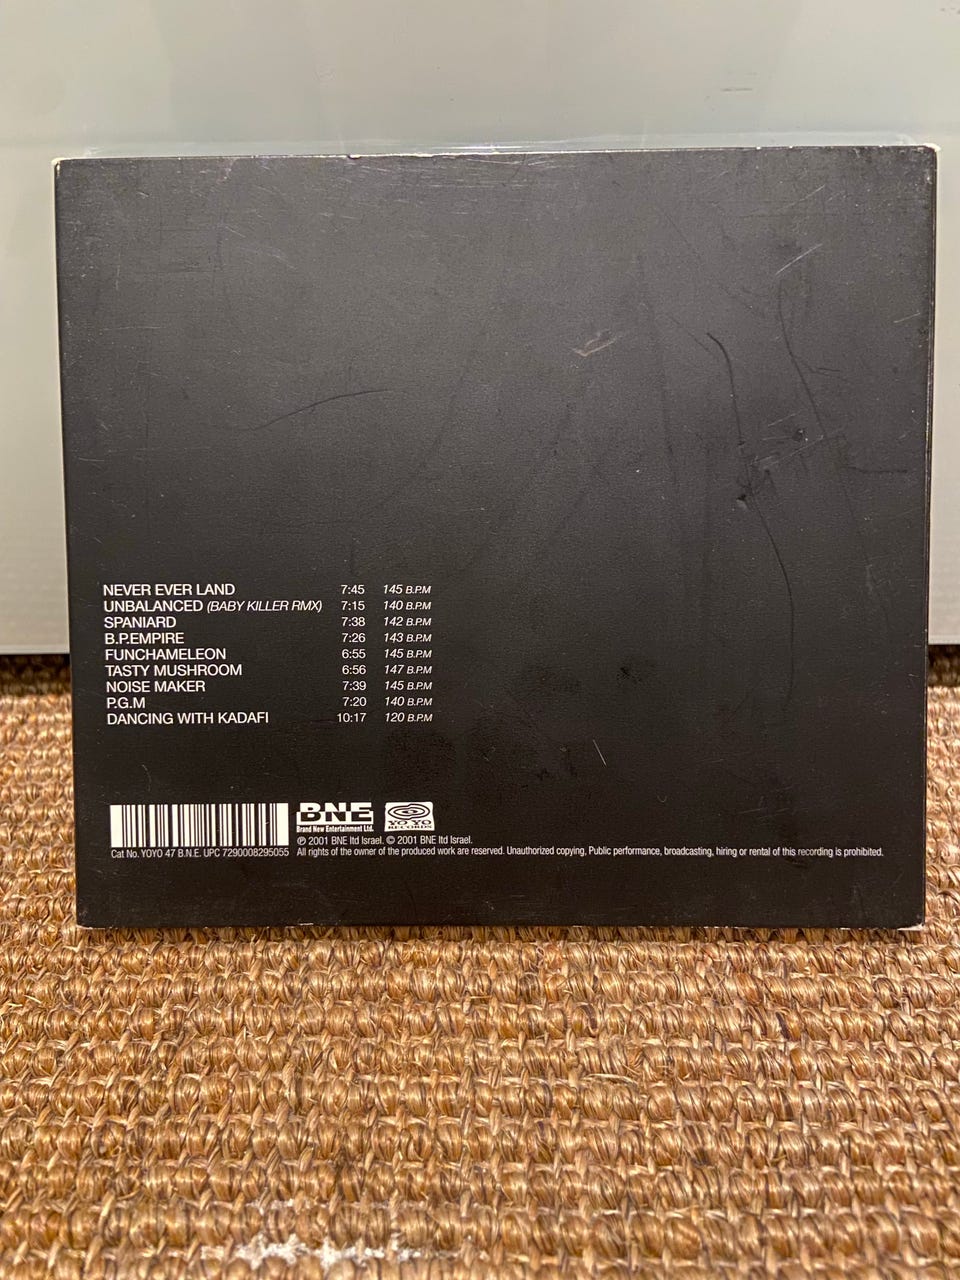 NEVER EVER LAND 7:45 145 B.P.M
UNBALANCED (BABY KILLER RMX) 7:15 140 B.P.M
SPANIARD 7:38 142 B.P.M
B.P.EMPIRE 7:26 143 B.P.M
FUNCHAMELEON 6:55 145 B.P.M
TASTY MUSHROOM 6:56 147 B.P.M
NOISE MAKER 7:39 145 B.P.M
P.G.M 7:20 140 B.P.M
DANCING WITH KADAFI 10:17 120 B.P.M
BNE
Brand New Entertainment Ltd.
YO YO
RECORDS
℗ 2001 BNE ltd Israel. © 2001 BNE ltd Israel.
Cat No. YOYO 47 B.N.E. UPC 7290008295055
All rights of the owner of the produced work are reserved. Unauthorized copying, Public performance, broadcasting, hiring or rental of this recording is prohibited.